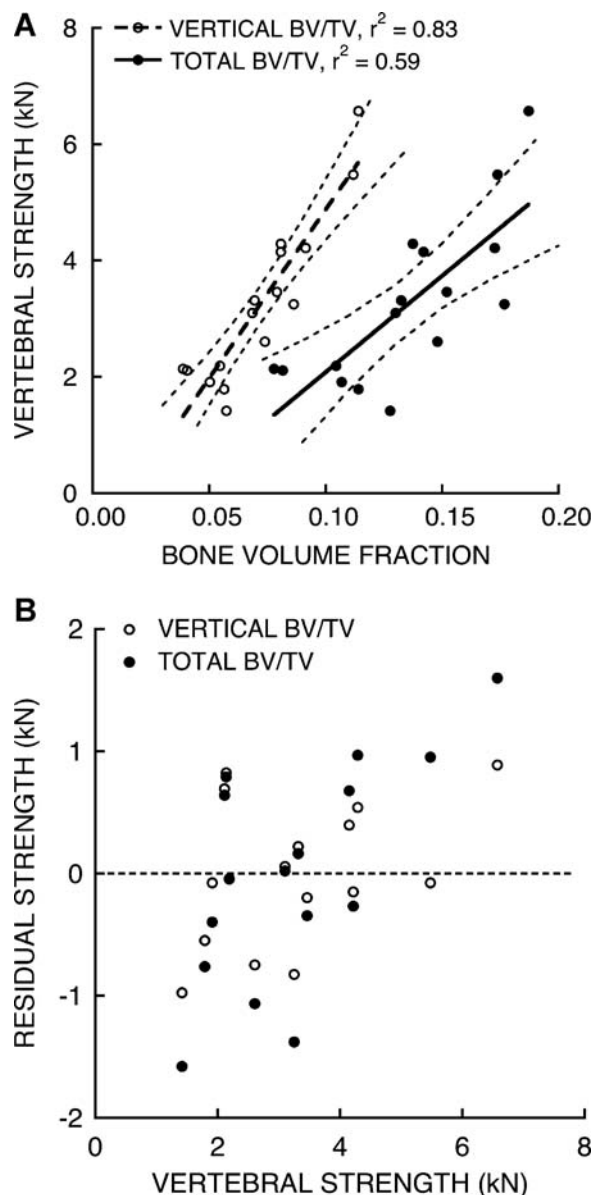 A
VERTICAL BV/TV, r² = 0.83
TOTAL BV/TV, r² = 0.59
VERTEBRAL STRENGTH (kN)
8
6
4
2
0
0.00 0.05 0.10 0.15 0.20
BONE VOLUME FRACTION
B
VERTICAL BV/TV
TOTAL BV/TV
RESIDUAL STRENGTH (kN)
2
1
0
-1
-2
0 2 4 6 8
VERTEBRAL STRENGTH (kN)